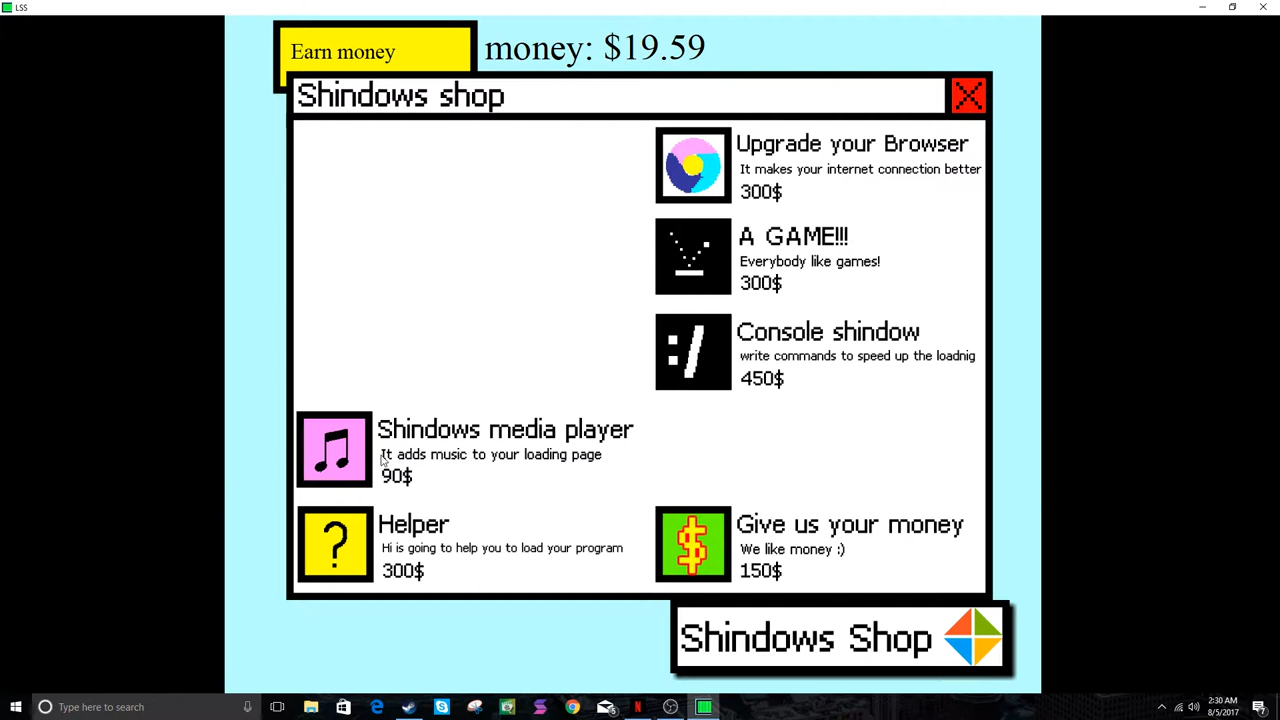 LSS
Earn money
money: $19.59
Shindows shop
Upgrade your Browser
It makes your internet connection better
300$
A GAME!!!
Everybody like games!
300$
:/
Console shindow
write commands to speed up the loadnig
450$
Shindows media player
It adds music to your loading page
90$
?
Helper
Hi is going to help you to load your program
300$
$
Give us your money
We like money :)
150$
Shindows Shop
Type here to search
2:30 AM
8/5/2017